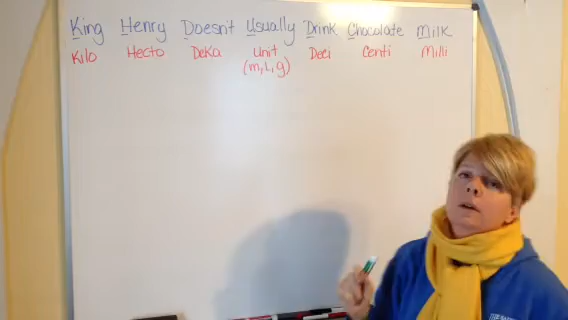 King Henry Doesn't Usually Drink Chocolate Milk
Kilo Hecto Deka Unit Deci Centi Milli
(m, L, g)